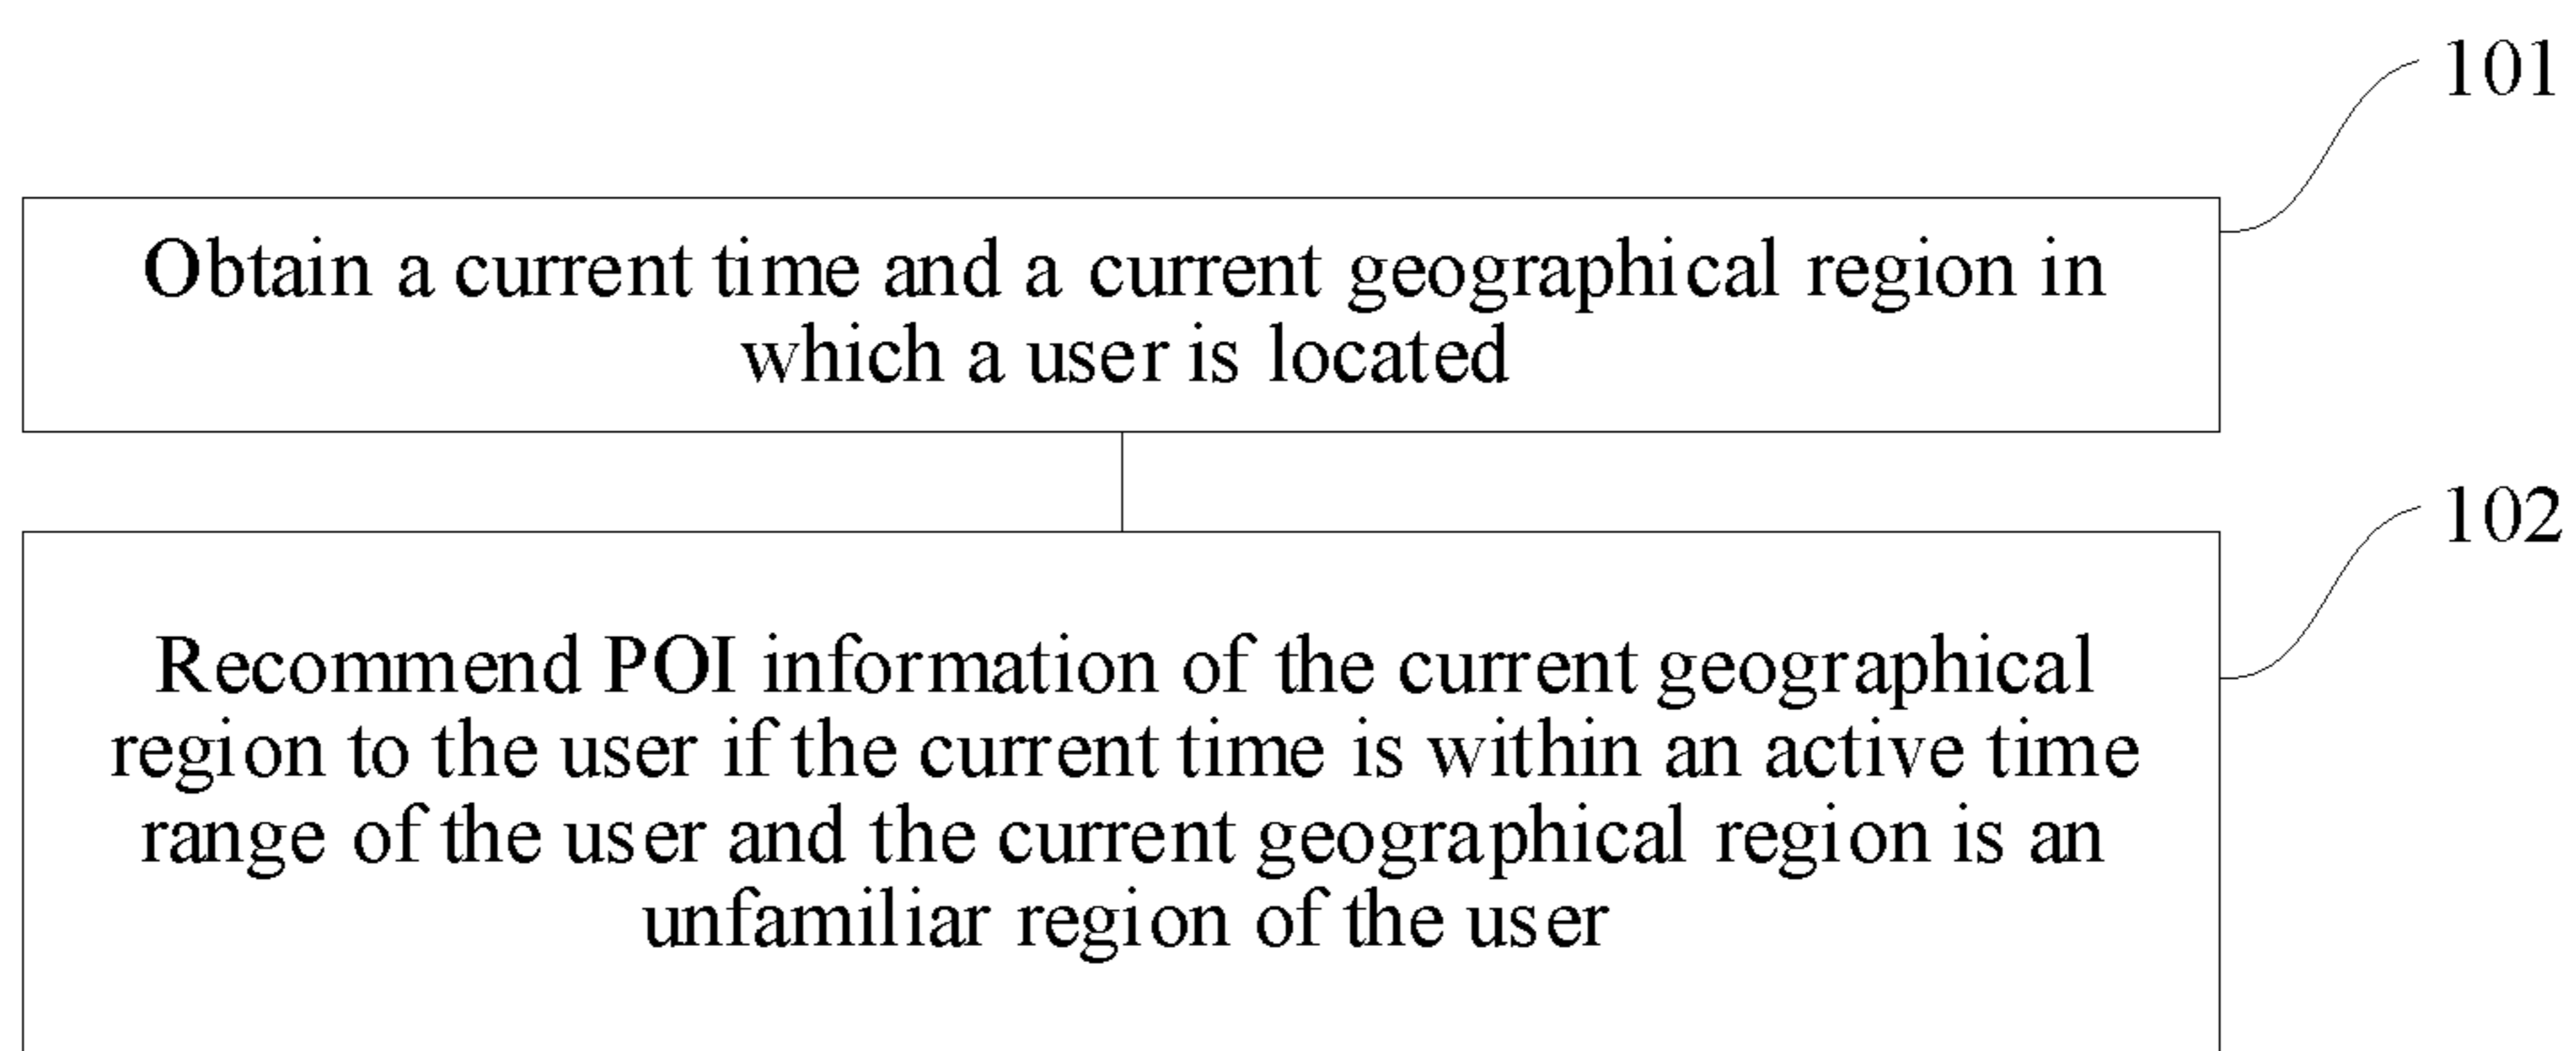 101
Obtain a current time and a current geographical region in
which a user is located
102
Recommend POI information of the current geographical
region to the user if the current time is within an active time
range of the user and the current geographical region is an
unfamiliar region of the user